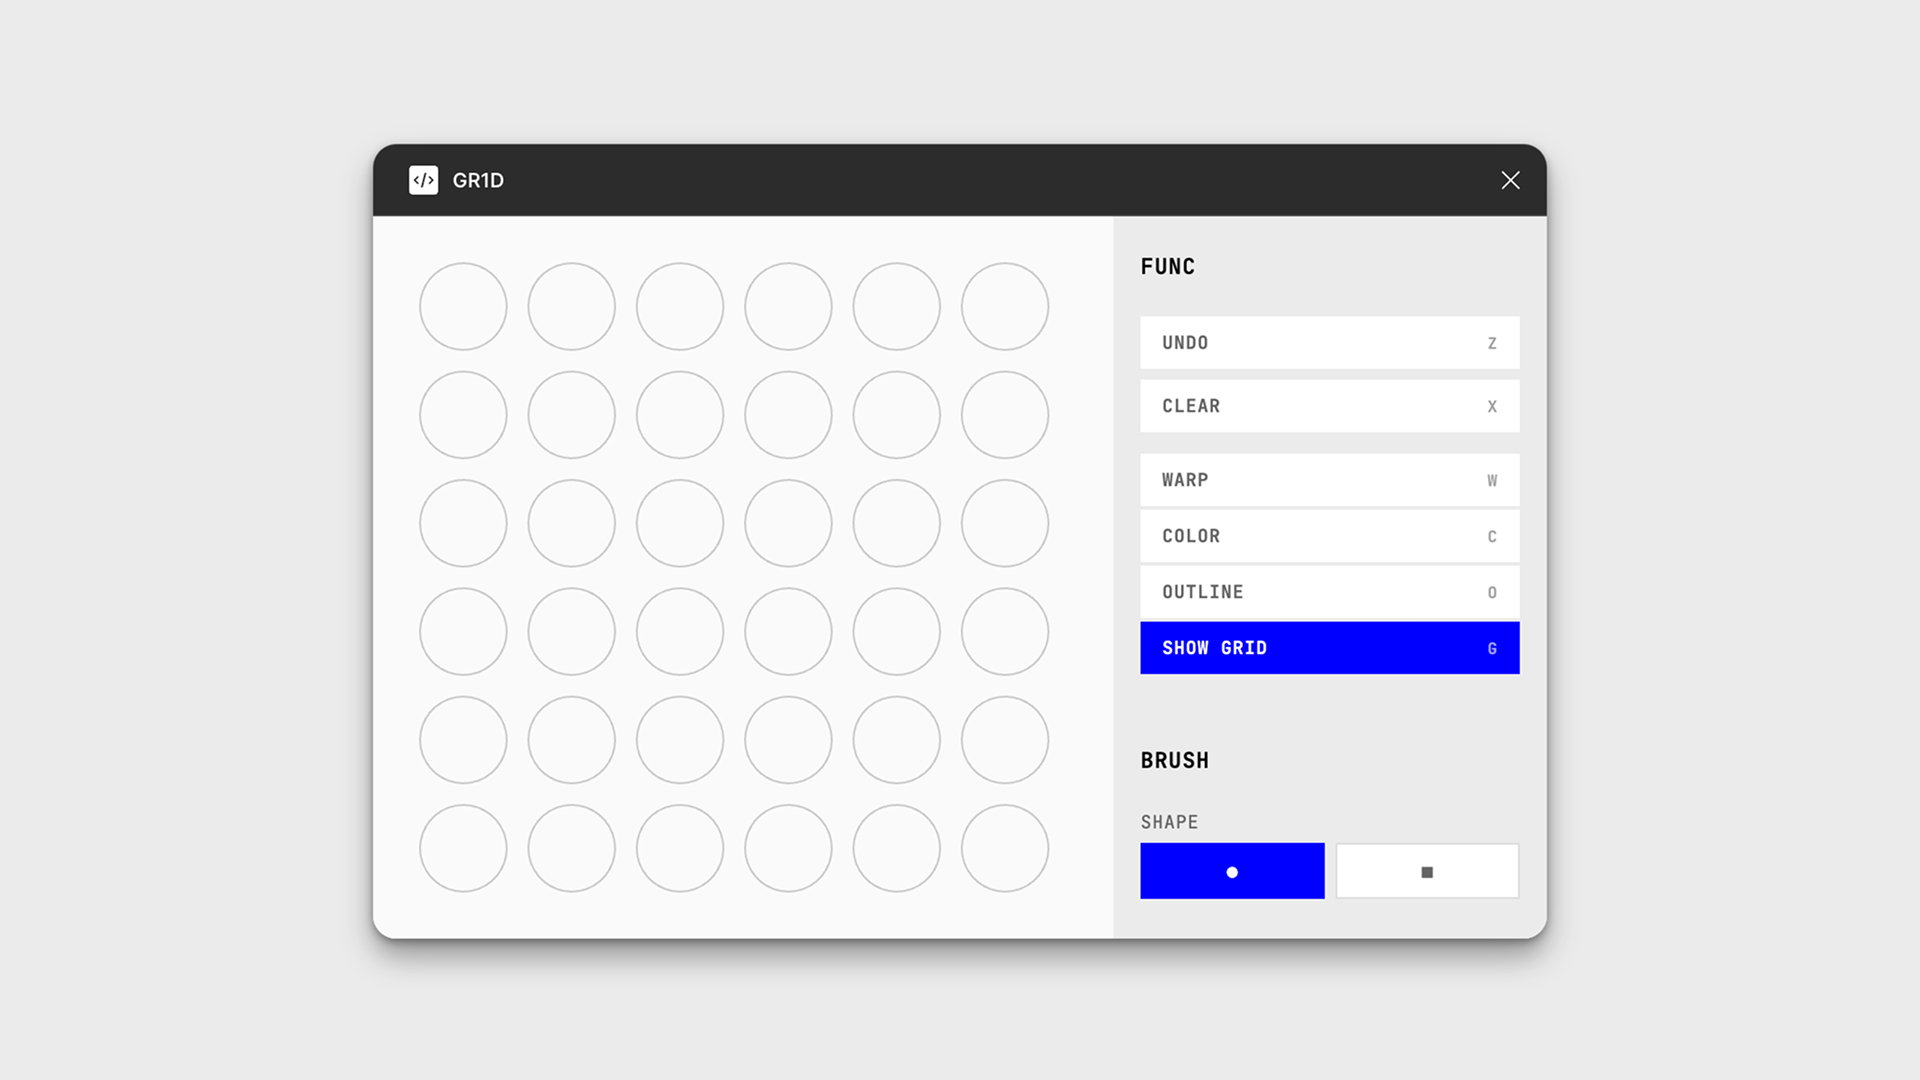 </> GR1D
FUNC
UNDO Z
CLEAR X
WARP W
COLOR C
OUTLINE O
SHOW GRID G
BRUSH
SHAPE